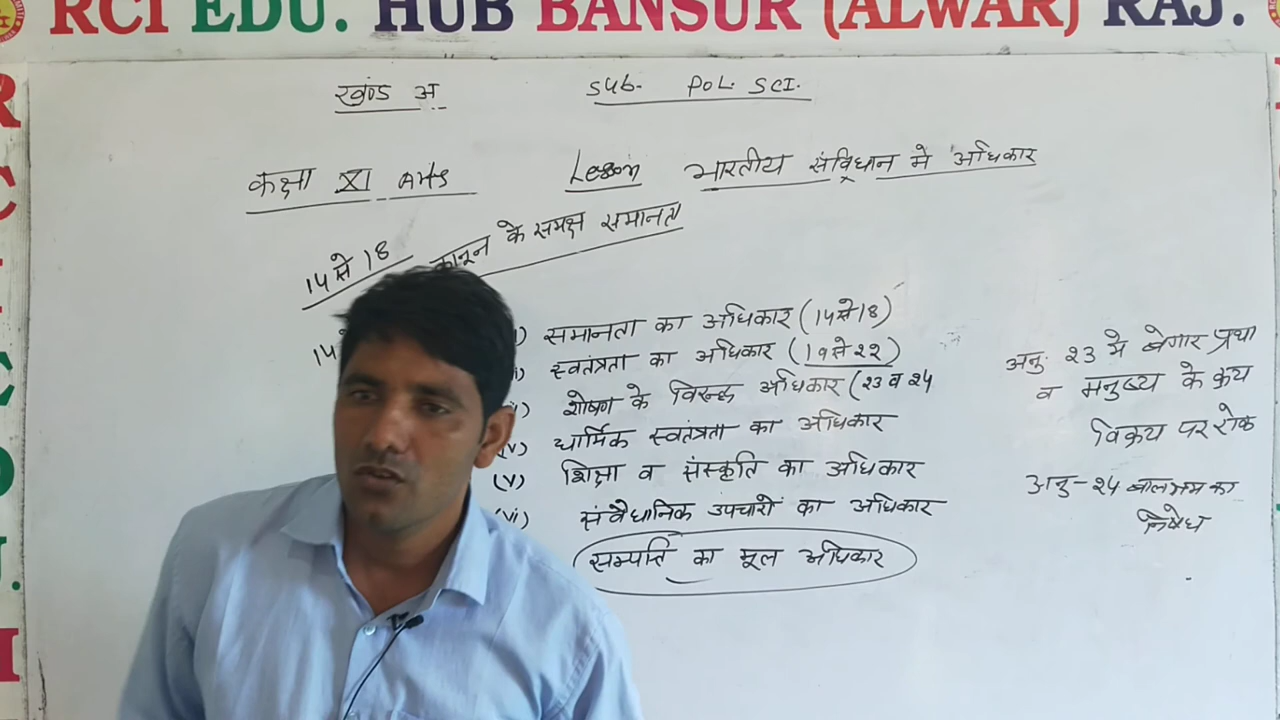 RCI EDU. HUB BANSUR (ALWAR) RAJ.
खण्ड अ
Sub. POL. SCI.
कक्षा XI Arts
Lesson भारतीय संविधान मे अधिकार
14 से 18 कानून के समक्ष समानता
14
समानता का अधिकार (14 से 18)
स्वतंत्रता का अधिकार (19 से 22)
शोषण के विरुद्ध अधिकार (23 व 24
धार्मिक स्वतंत्रता का अधिकार
(v) शिक्षा व संस्कृति का अधिकार
(vi) संवैधानिक उपचारों का अधिकार
सम्पत्ति का मूल अधिकार
अनु. 23 मे बेगार प्रथा
व मनुष्य के क्रय
विक्रय पर रोक
अनु-24 बालश्रम का
निषेध